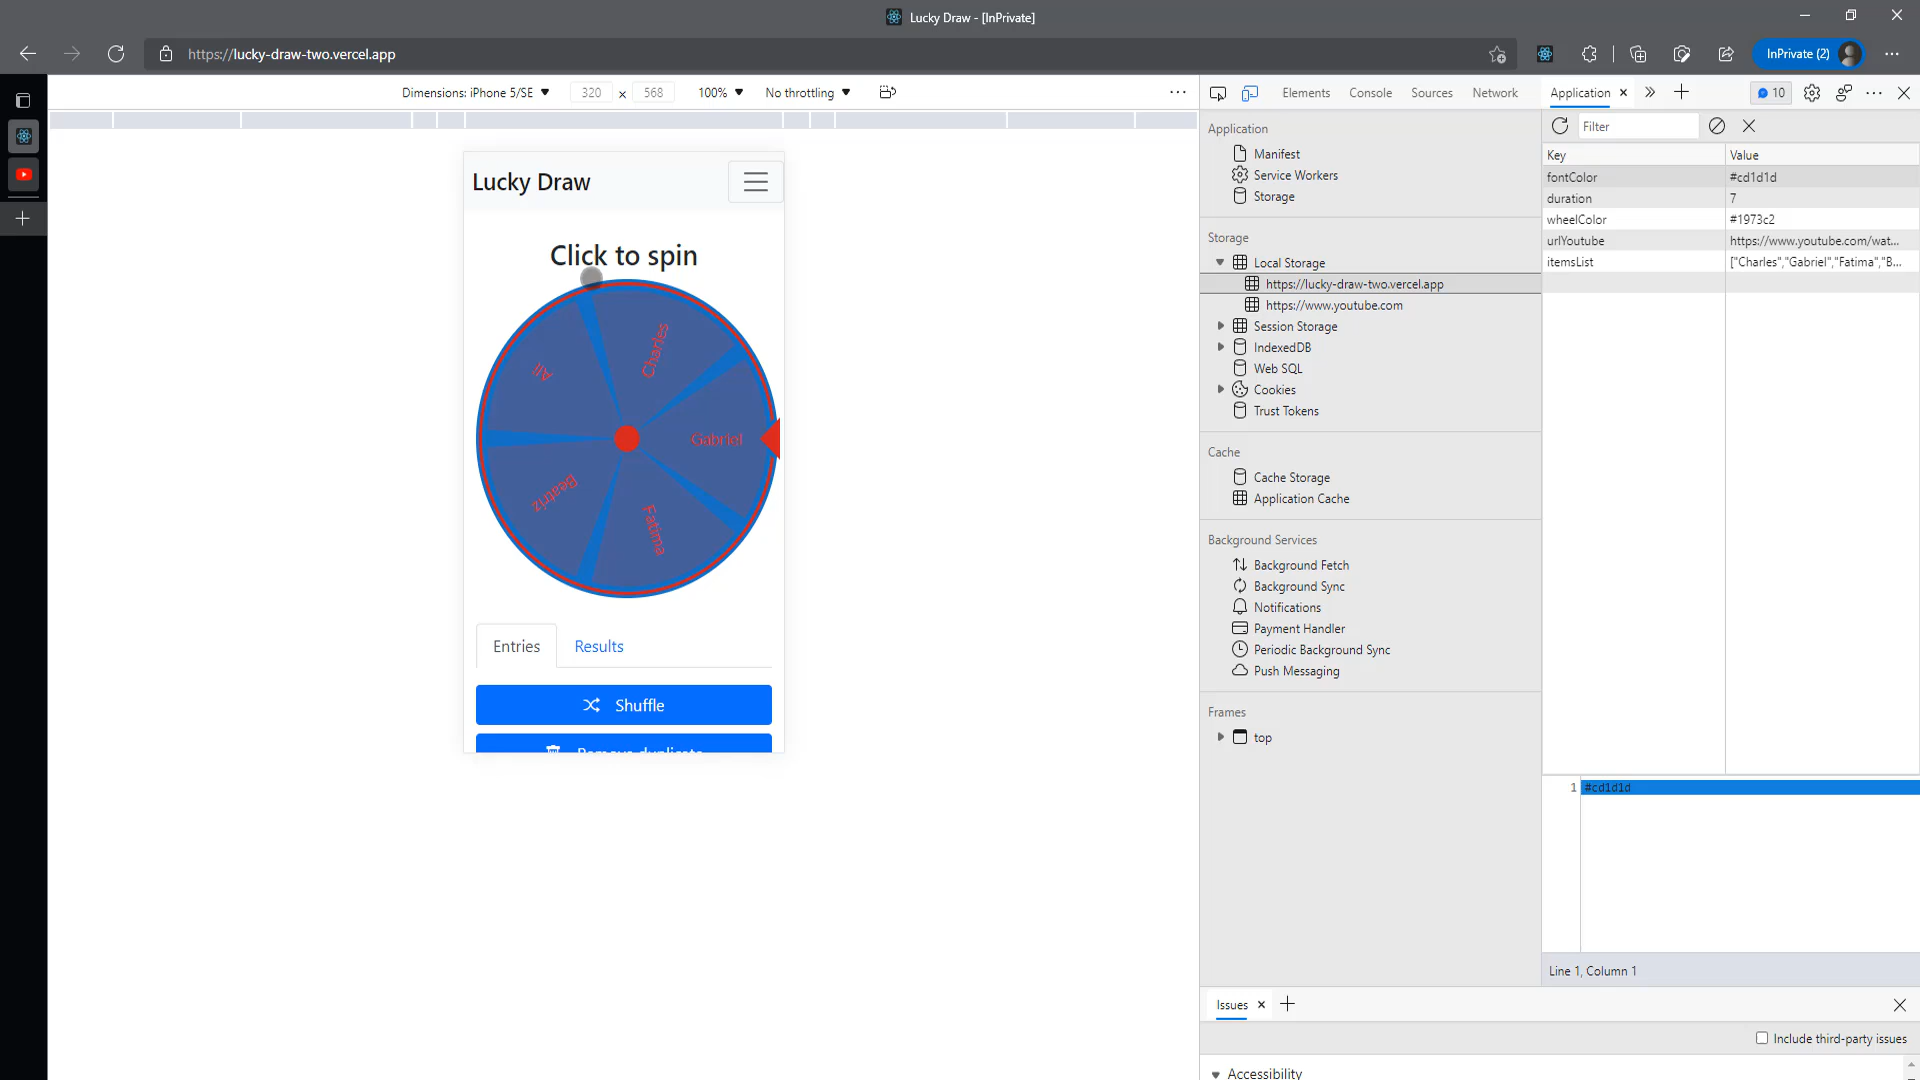 Lucky Draw - [InPrivate]
https://lucky-draw-two.vercel.app
InPrivate (2)
Dimensions: iPhone 5/SE
320 x 568
100%
No throttling
Elements
Console
Sources
Network
Application
10
Lucky Draw
Click to spin
Charles
Gabriel
Fatima
Beatriz
Ali
Entries
Results
Shuffle
Remove duplicate
Application
Manifest
Service Workers
Storage
Storage
Local Storage
https://lucky-draw-two.vercel.app
https://www.youtube.com
Session Storage
IndexedDB
Web SQL
Cookies
Trust Tokens
Cache
Cache Storage
Application Cache
Background Services
Background Fetch
Background Sync
Notifications
Payment Handler
Periodic Background Sync
Push Messaging
Frames
top
Filter
Key Value
fontColor #cd1d1d
duration 7
wheelColor #1973c2
urlYoutube https://www.youtube.com/wat...
itemsList ["Charles","Gabriel","Fatima","B...
1 #cd1d1d
Line 1, Column 1
Issues
Include third-party issues
Accessibility